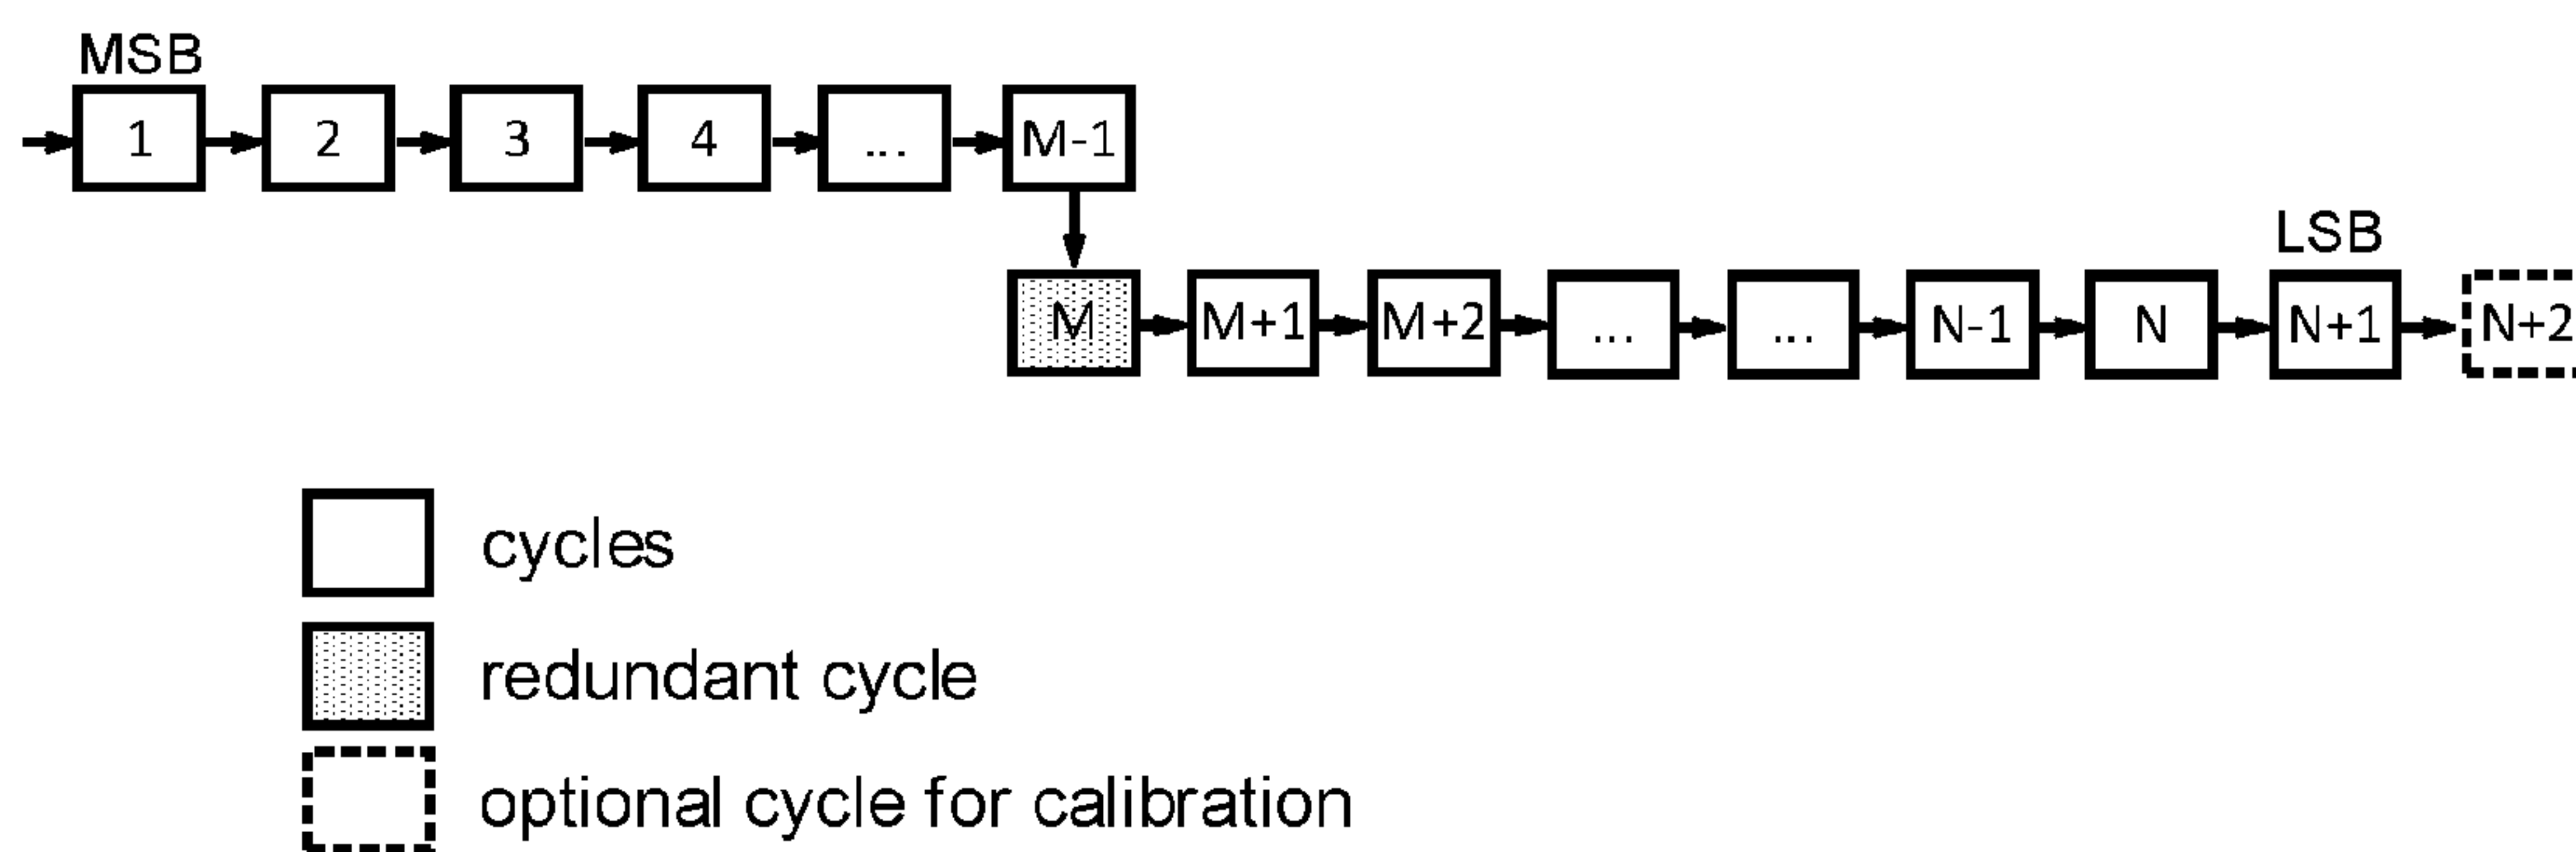 MSB
1 2 3 4 ... M-1
LSB
M M+1 M+2 ... ... N-1 N N+1 N+2
cycles
redundant cycle
optional cycle for calibration